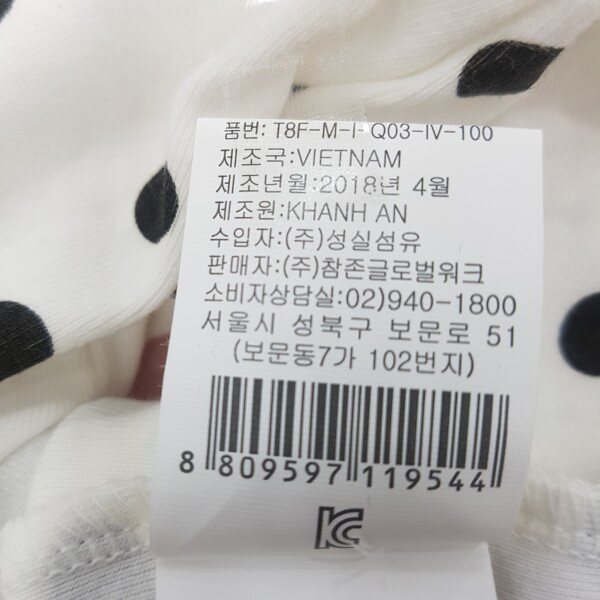 품번: T8F-M-I-Q03-IV-100
제조국:VIETNAM
제조년월:2018년 4월
제조원:KHANH AN
수입자:(주)성실섬유
판매자:(주)참존글로벌워크
소비자상담실:02)940-1800
서울시 성북구 보문로 51
(보문동7가 102번지)
8 809597 119544
KC